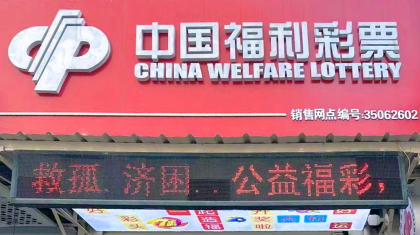 中国福利彩票
CHINA WELFARE LOTTERY
销售网点编号:35062602
救孤.济困..公益福彩,